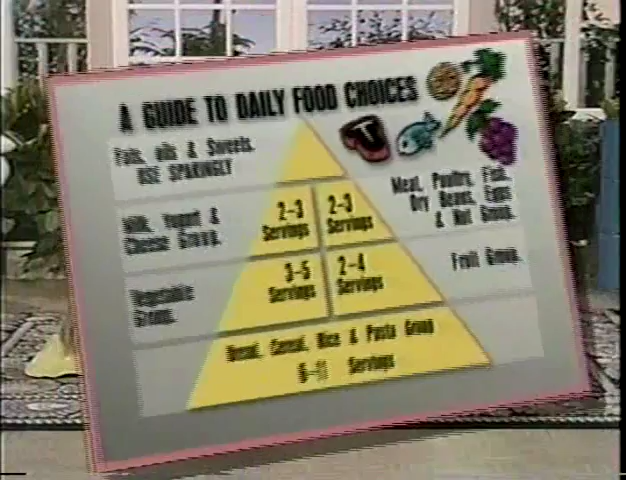 A GUIDE TO DAILY FOOD CHOICES
Fats, oils & Sweets.
USE SPARINGLY
Milk, Yogurt &
Cheese Group.
2-3
Servings
2-3
Servings
Meat, Poultry, Fish,
Dry Beans, Eggs
& Nut Group.
Vegetable
Group.
3-5
Servings
2-4
Servings
Fruit Group.
Bread, Cereal, Rice & Pasta Group
6-11 Servings